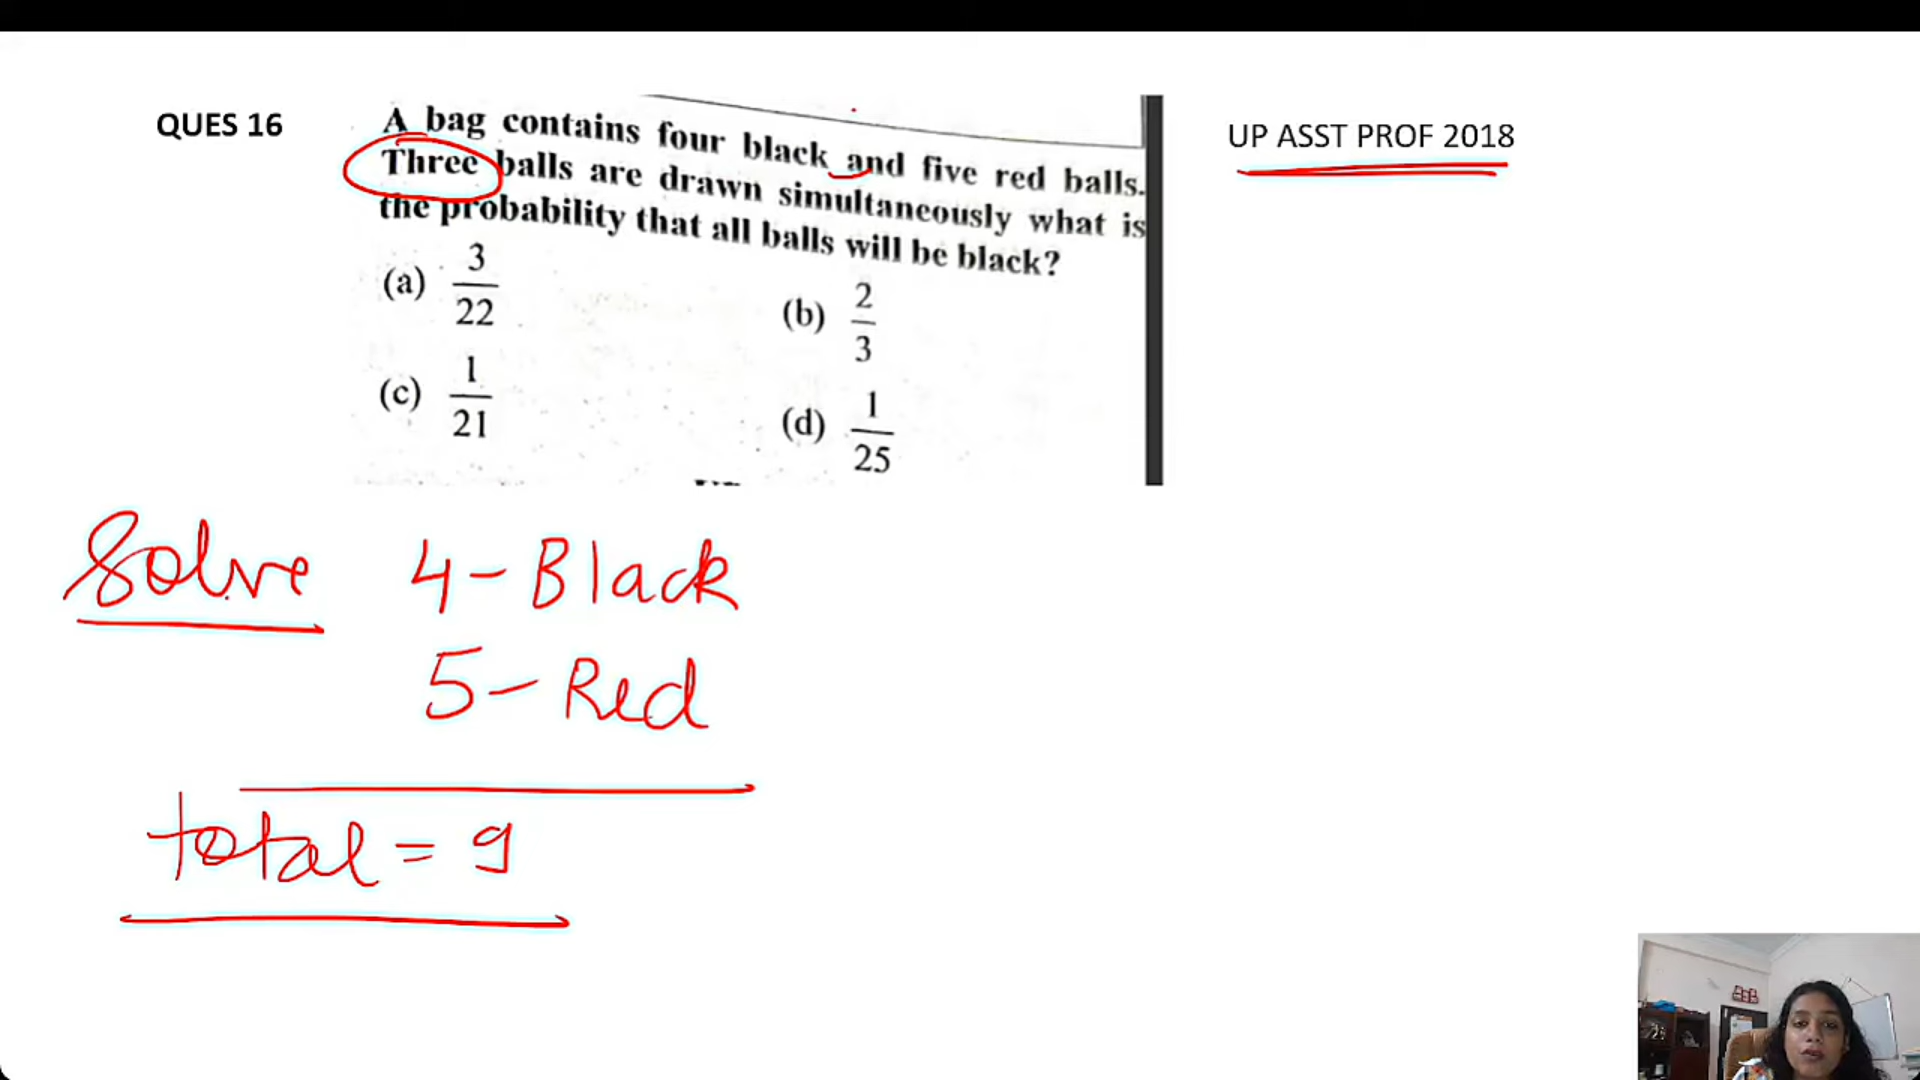 QUES 16
A bag contains four black and five red balls.
Three balls are drawn simultaneously what is
the probability that all balls will be black?
(a) 3/22
(b) 2/3
(c) 1/21
(d) 1/25
UP ASST PROF 2018
Solve
4 - Black
5 - Red
total = 9